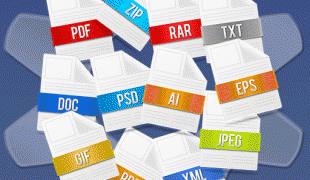 PDF
ZIP
RAR
TXT
DOC
PSD
AI
EPS
GIF
JPEG
XML